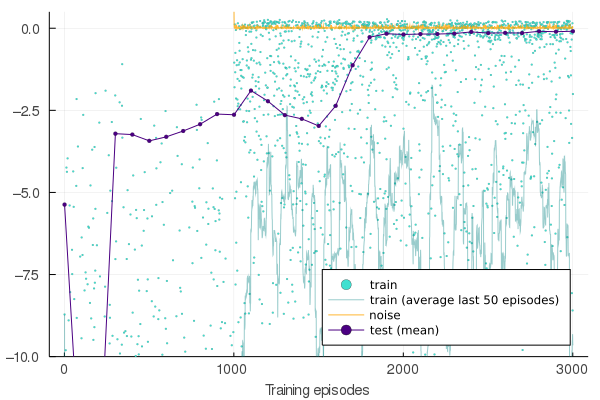 0.0
−2.5
−5.0
−7.5
−10.0
0
1000
2000
3000
Training episodes
train
train (average last 50 episodes)
noise
test (mean)